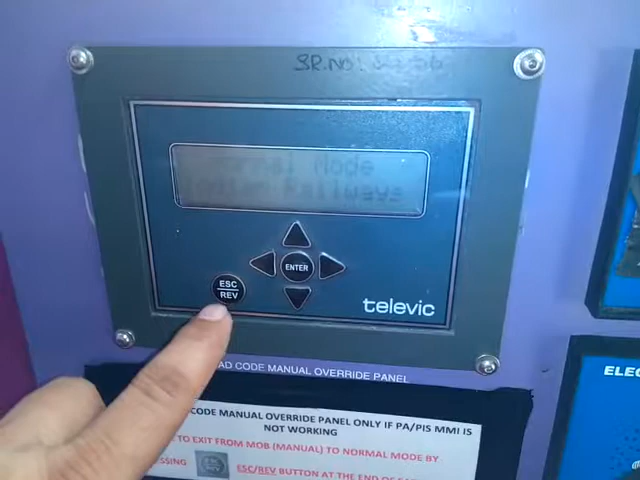 SR.No.
Normal Mode
Indian Railways
ENTER
ESC
REV
televic
AD CODE MANUAL OVERRIDE PANEL
CODE MANUAL OVERRIDE PANEL ONLY IF PA/PIS MMI IS
NOT WORKING
TO EXIT FROM MOB (MANUAL) TO NORMAL MODE BY
ESC/REV BUTTON AT THE END OF
ELEC